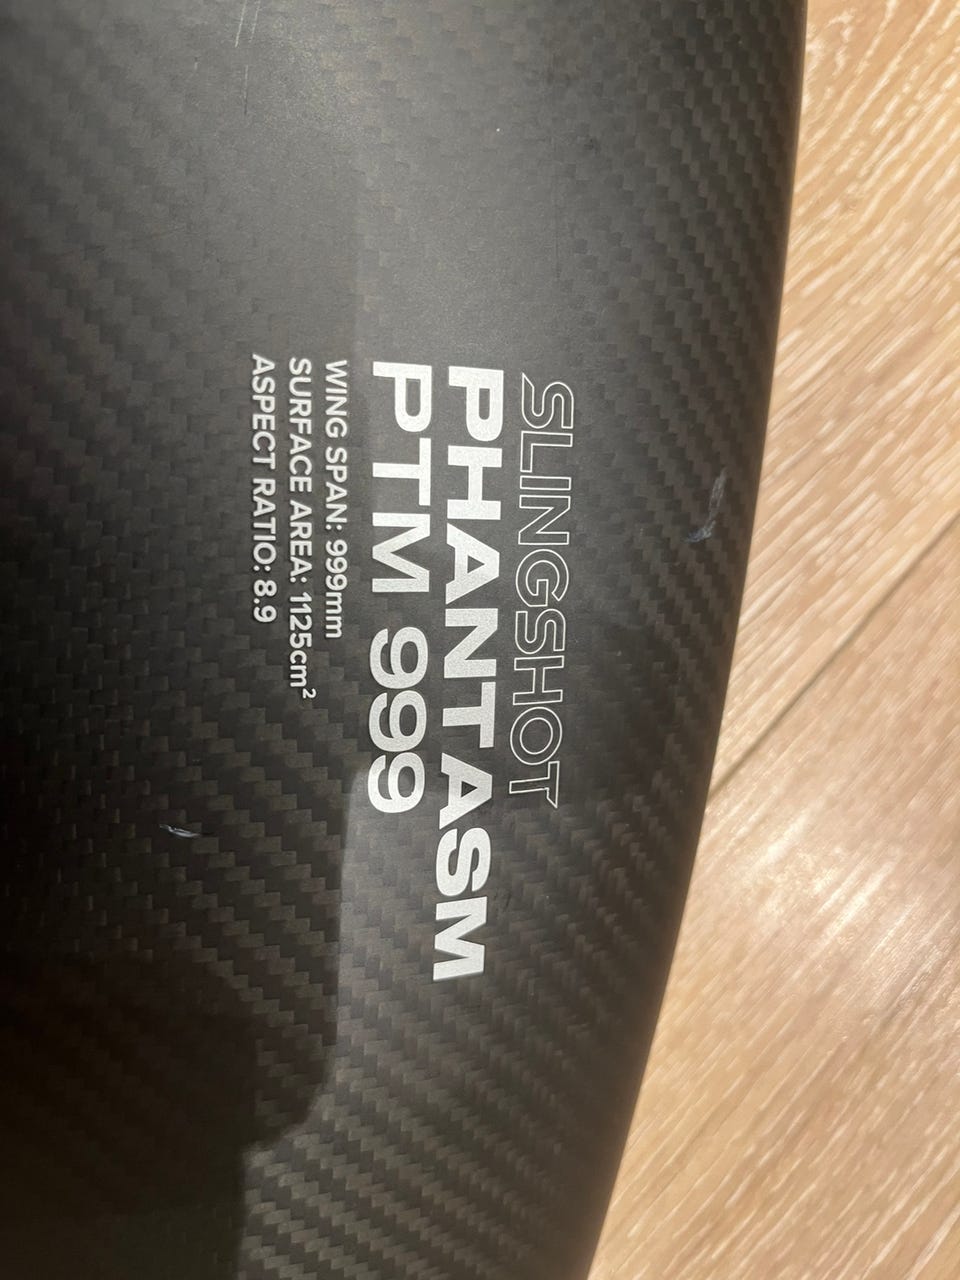 SLINGSHOT
PHANTASM
PTM 999
WING SPAN: 999mm
SURFACE AREA: 1125cm²
ASPECT RATIO: 8.9